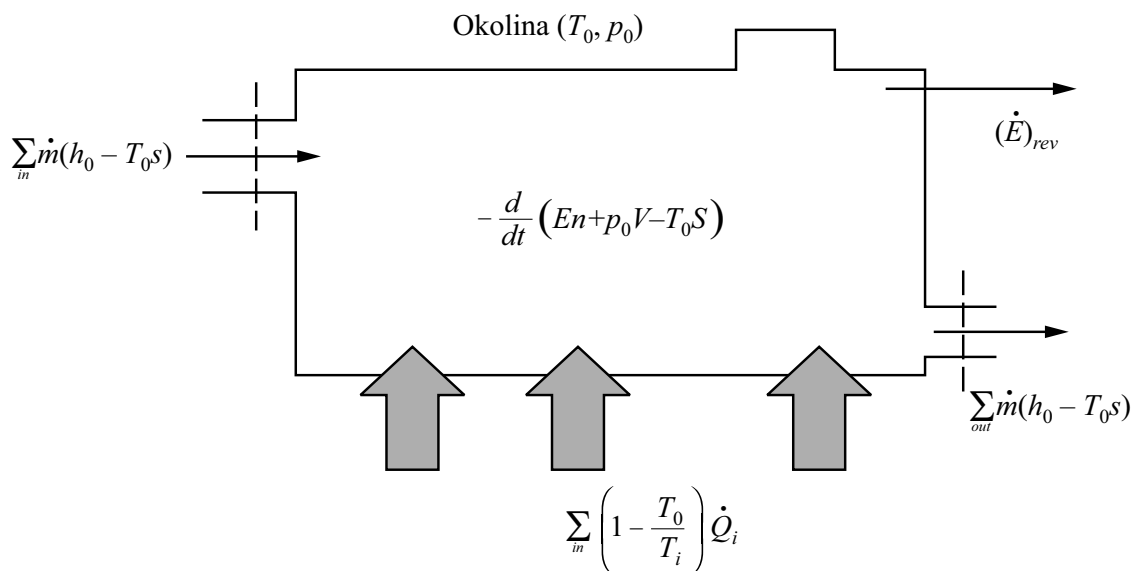 Okolina (T₀, p₀)
(Ė)ᵣₑᵥ
∑ᵢₙ ṁ(h₀ – T₀s)
– d/dt (En+p₀V–T₀S)
∑ₒᵤₜ ṁ(h₀ – T₀s)
∑ᵢₙ (1 – T₀/Tᵢ) Q̇ᵢ